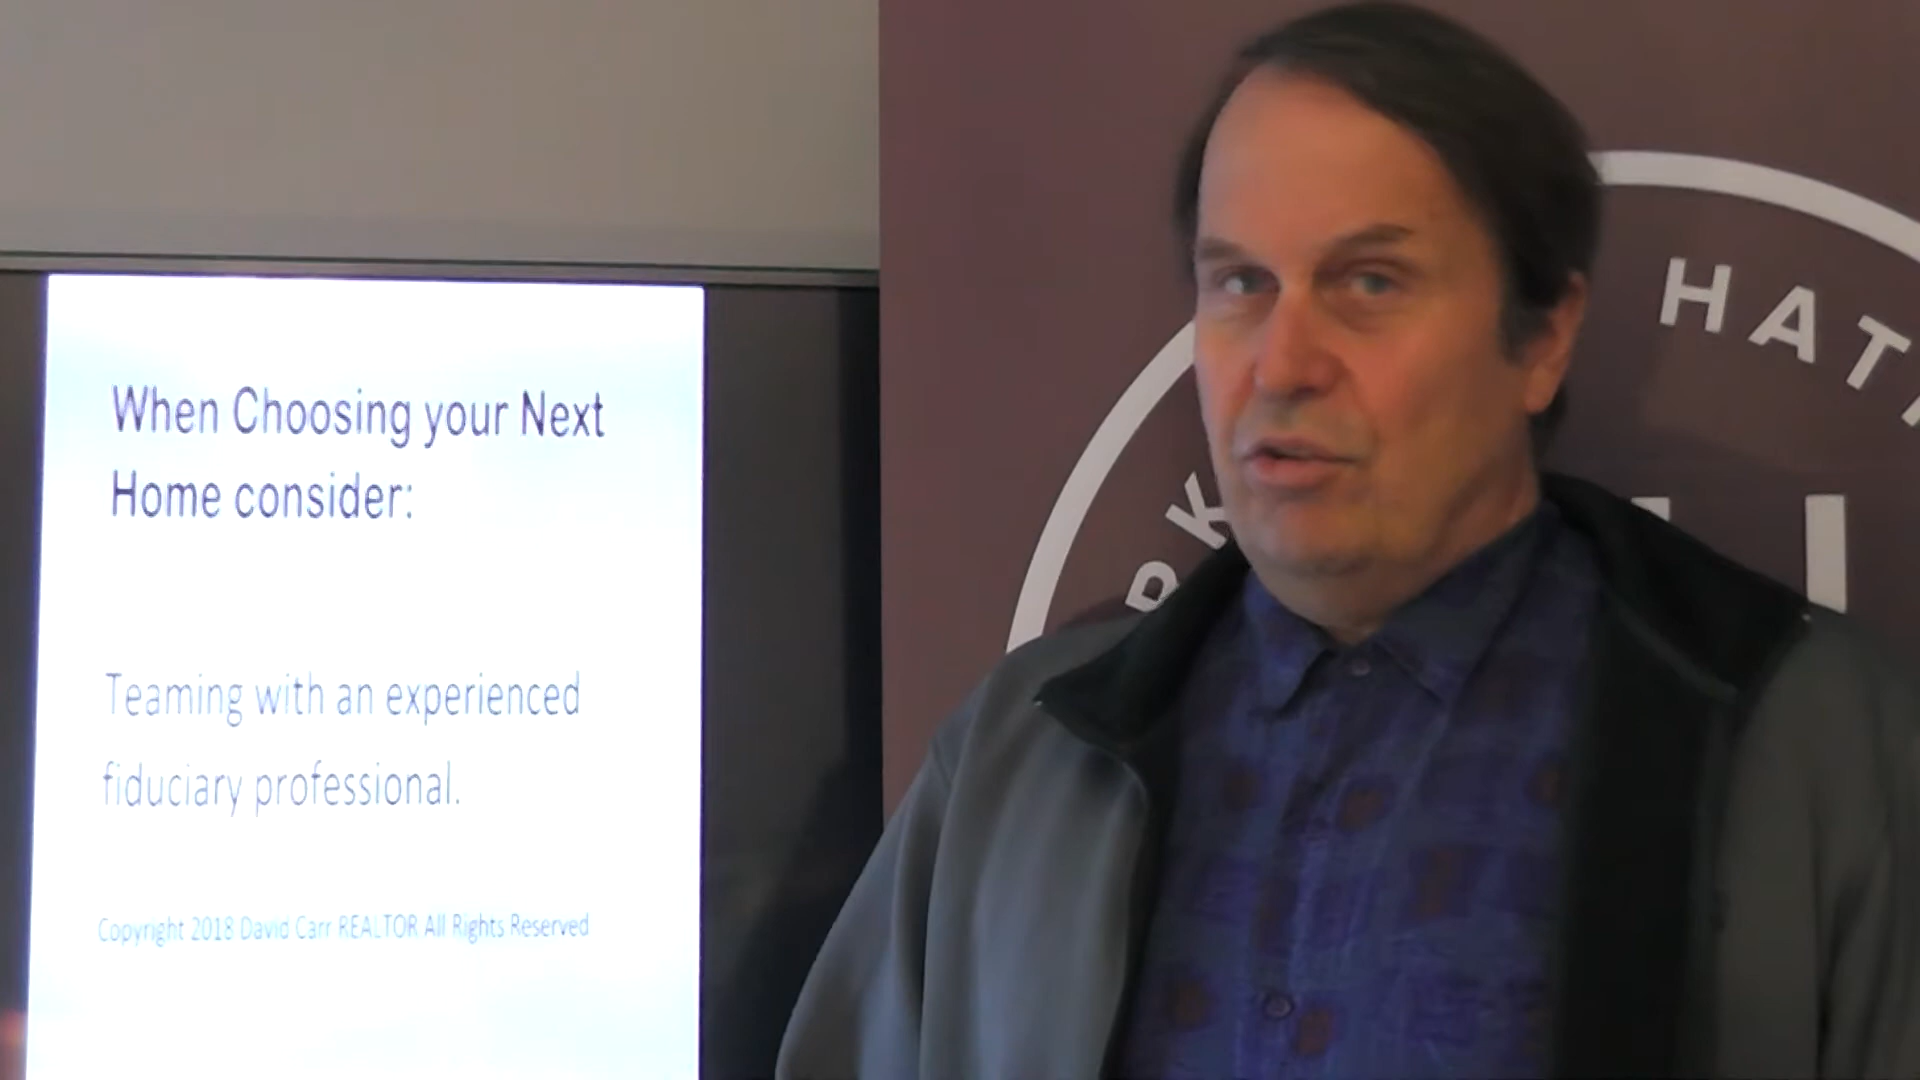 When Choosing your Next
Home consider:
Teaming with an experienced
fiduciary professional.
Copyright 2018 David Carr REALTOR All Rights Reserved
RK
HAT